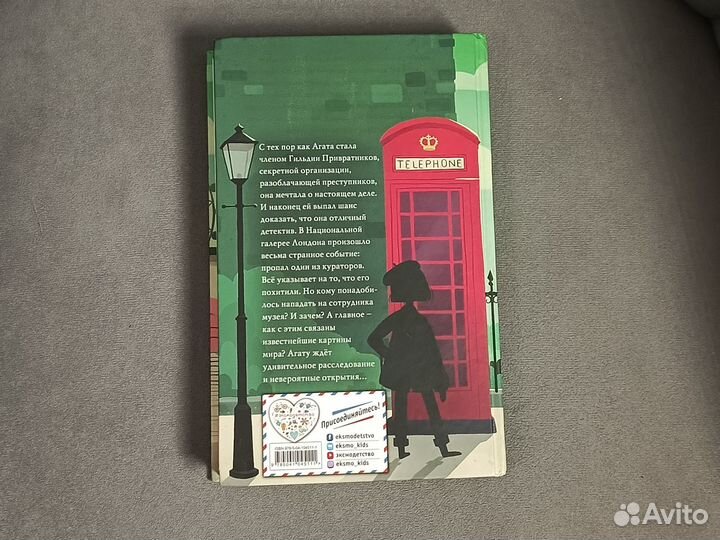 С тех пор как Агата стала
членом Гильдии Привратников,
секретной организации,
разоблачающей преступников,
она мечтала о настоящем деле.
И наконец ей выпал шанс
доказать, что она отличный
детектив. В Национальной
галерее Лондона произошло
весьма странное событие:
пропал один из кураторов.
Всё указывает на то, что его
похитили. Но кому понадоби-
лось нападать на сотрудника
музея? И зачем? А главное –
как с этим связаны
известнейшие картины
мира? Агату ждёт
удивительное расследование
и невероятные открытия...
TELEPHONE
Присоединяйтесь!
eksmodetstvo
eksmo_kids
эксмодетство
eksmo_kids
Avito